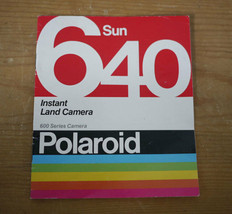 Sun
640
Instant
Land Camera
600 Series Camera
Polaroid